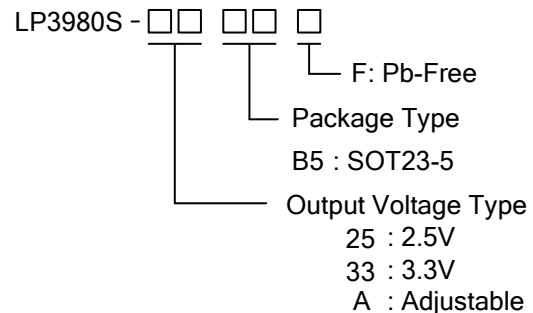 LP3980S - □□ □□ □
F: Pb-Free
Package Type
B5 : SOT23-5
Output Voltage Type
25 : 2.5V
33 : 3.3V
A : Adjustable